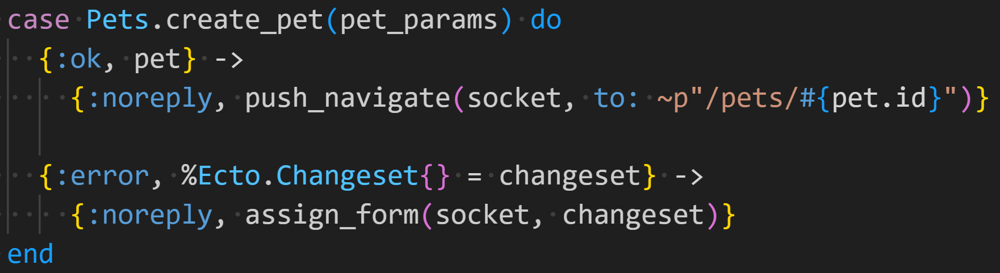 case Pets.create_pet(pet_params) do
  {:ok, pet} ->
    {:noreply, push_navigate(socket, to: ~p"/pets/#{pet.id}")}

  {:error, %Ecto.Changeset{} = changeset} ->
    {:noreply, assign_form(socket, changeset)}
end